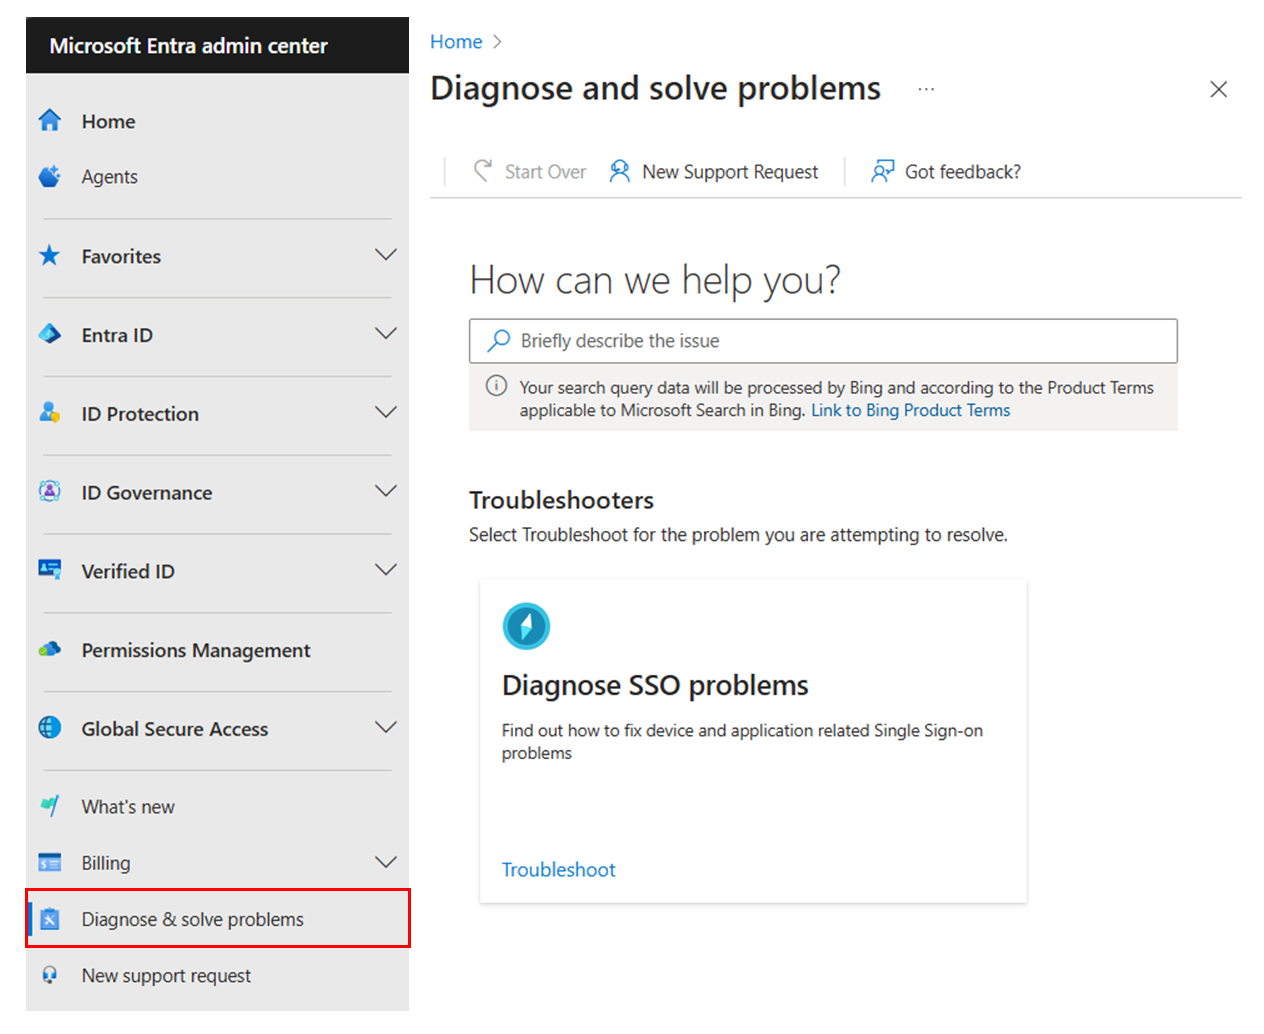 Microsoft Entra admin center
Home
Agents
Favorites
Entra ID
ID Protection
ID Governance
Verified ID
Permissions Management
Global Secure Access
What's new
Billing
Diagnose & solve problems
New support request
Home >
Diagnose and solve problems ...
Start Over
New Support Request
Got feedback?
How can we help you?
Briefly describe the issue
Your search query data will be processed by Bing and according to the Product Terms
applicable to Microsoft Search in Bing. Link to Bing Product Terms
Troubleshooters
Select Troubleshoot for the problem you are attempting to resolve.
Diagnose SSO problems
Find out how to fix device and application related Single Sign-on
problems
Troubleshoot